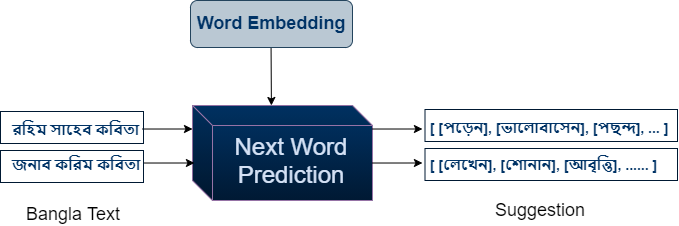 Word Embedding
রহিম সাহেব কবিতা
[ [পড়েন], [ভালোবাসেন], [পছন্দ], ... ]
Next Word
Prediction
জনাব করিম কবিতা
[ [লেখেন], [শোনান], [আবৃত্তি], ...... ]
Bangla Text
Suggestion